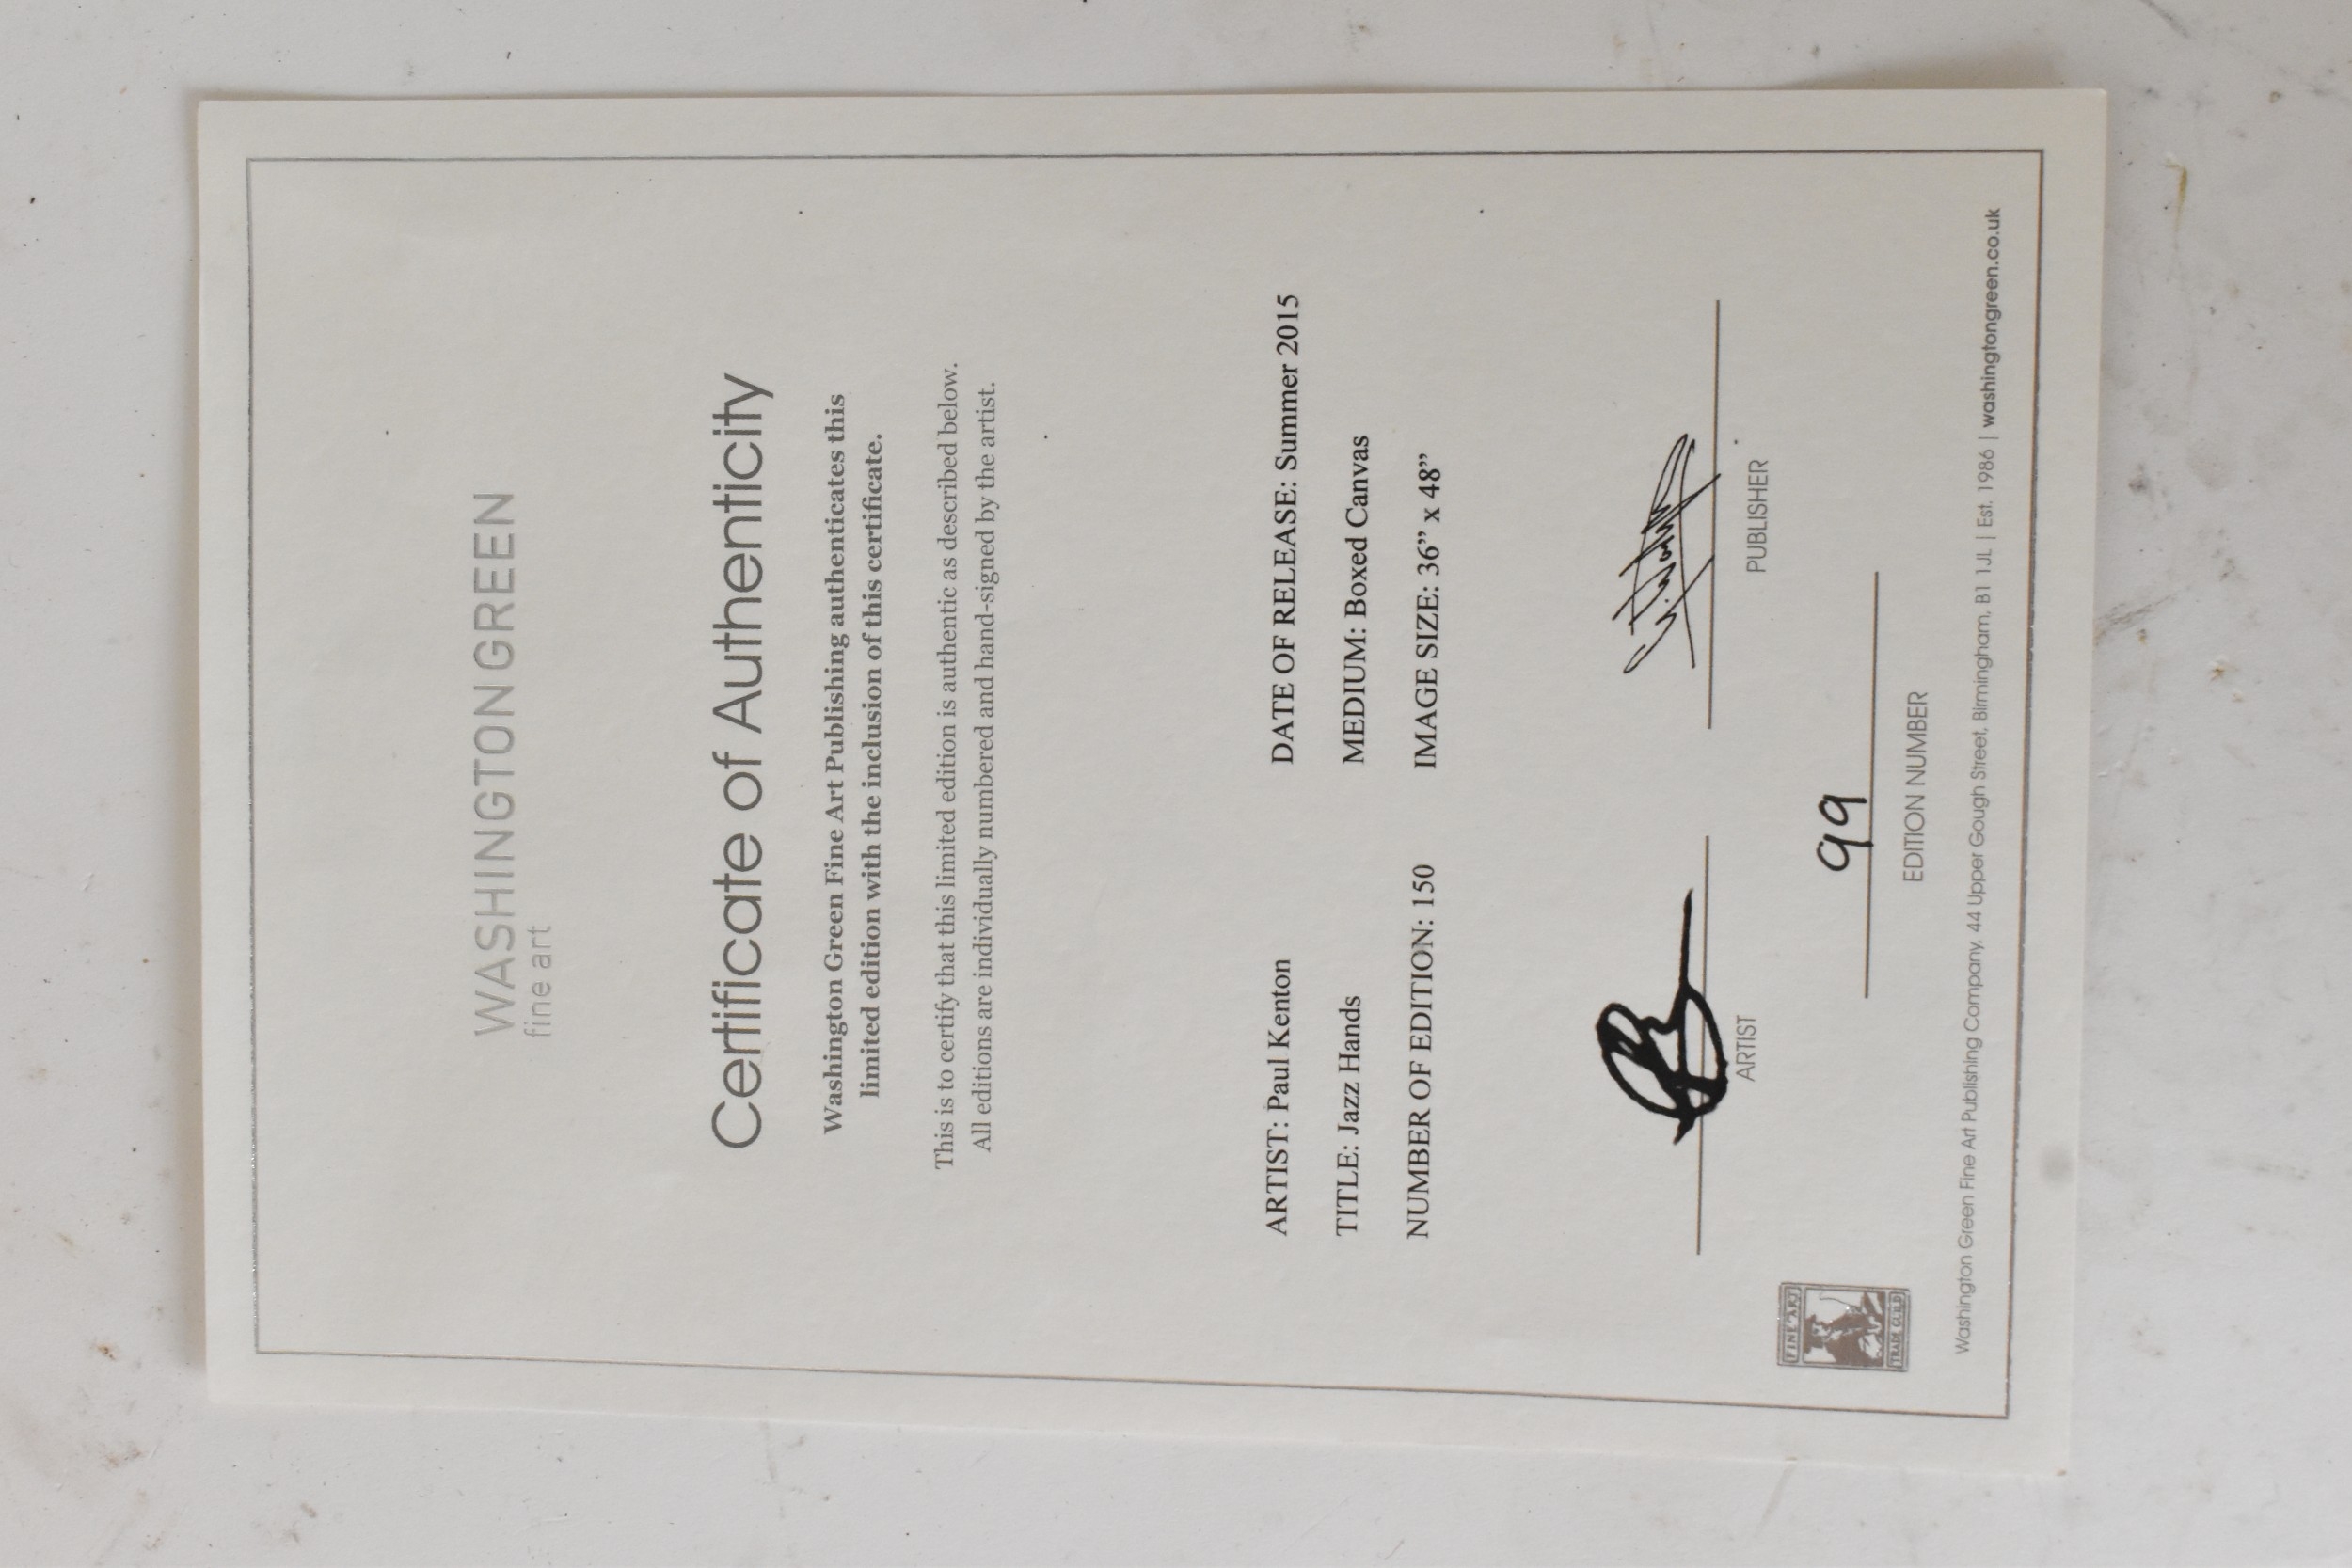 WASHINGTON GREEN
fine art
Certificate of Authenticity
Washington Green Fine Art Publishing authenticates this
limited edition with the inclusion of this certificate.
This is to certify that this limited edition is authentic as described below.
All editions are individually numbered and hand-signed by the artist.
ARTIST: Paul Kenton
DATE OF RELEASE: Summer 2015
TITLE: Jazz Hands
MEDIUM: Boxed Canvas
NUMBER OF EDITION: 150
IMAGE SIZE: 36” x 48”
ARTIST
PUBLISHER
99
EDITION NUMBER
FINE ART
TRADE GUILD
Washington Green Fine Art Publishing Company, 44 Upper Gough Street, Birmingham, B1 1JL | Est. 1986 | washingtongreen.co.uk